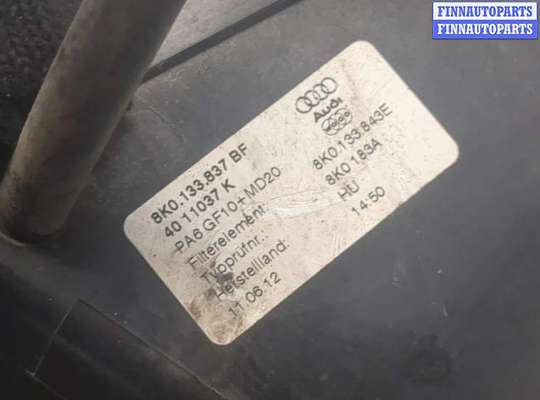 FINNAUTOPARTS
FINNAUTOPARTS
Audi
8K0.133.837 BF
40 11037 K
PA6 GF10+MD20
Filterelement: 8K0.133.843E
Typprüfnr.: 8K0 183A
Herstelland: HU
11.06.12 14:50